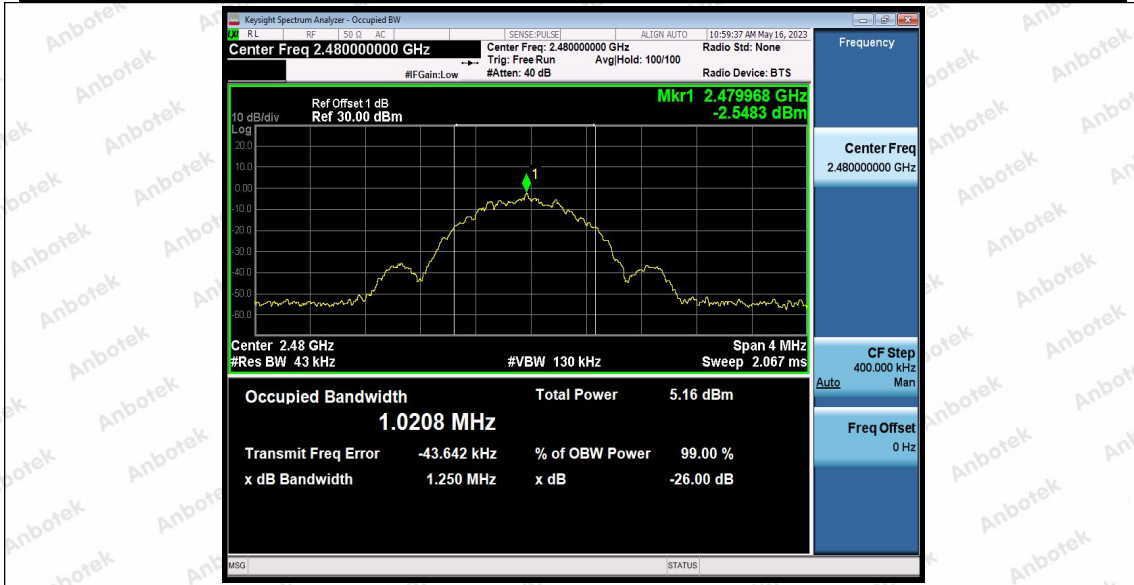 Keysight Spectrum Analyzer - Occupied BW
RL RF 50 Ω AC SENSE:PULSE ALIGN AUTO 10:59:37 AM May 16, 2023
Center Freq 2.480000000 GHz
Center Freq: 2.480000000 GHz Radio Std: None
Trig: Free Run Avg|Hold: 100/100
#IFGain:Low #Atten: 40 dB Radio Device: BTS
Mkr1 2.479968 GHz
-2.5483 dBm
Ref Offset 1 dB
10 dB/div Ref 30.00 dBm
Log
20.0
10.0
0.00
-10.0
-20.0
-30.0
-40.0
-50.0
-60.0
1
Center 2.48 GHz Span 4 MHz
#Res BW 43 kHz #VBW 130 kHz Sweep 2.067 ms
Occupied Bandwidth Total Power 5.16 dBm
1.0208 MHz
Transmit Freq Error -43.642 kHz % of OBW Power 99.00 %
x dB Bandwidth 1.250 MHz x dB -26.00 dB
MSG STATUS
Frequency
Center Freq
2.480000000 GHz
CF Step
400.000 kHz
Auto Man
Freq Offset
0 Hz
Anbotek